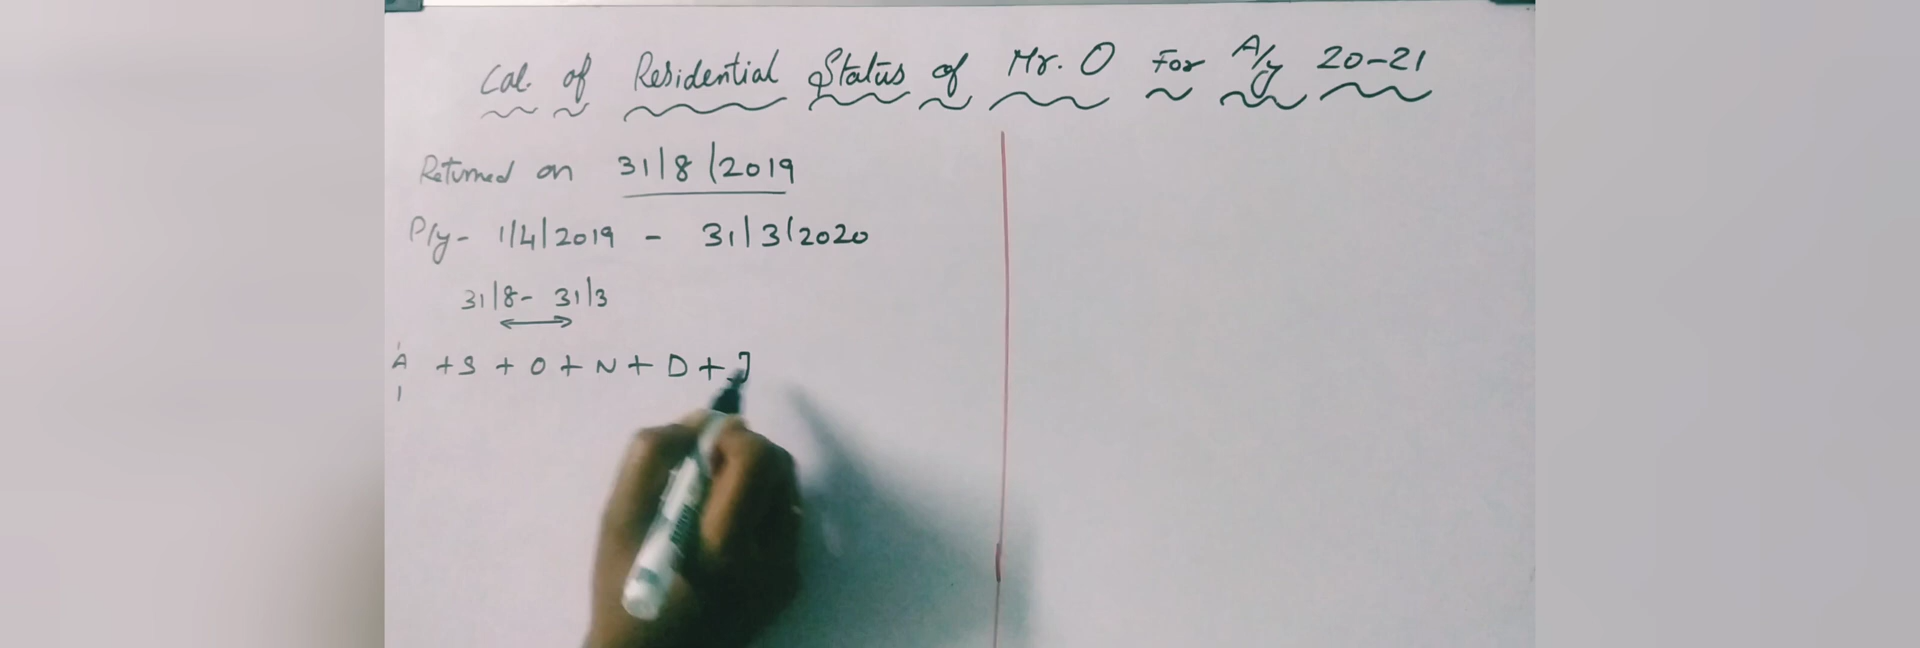 Cal. of Residential Status of Mr. O For A/y 20-21
Returned on 31/8/2019
P/y- 1/4/2019 - 31/3/2020
31/8- 31/3
A + S + O + N + D + J
1